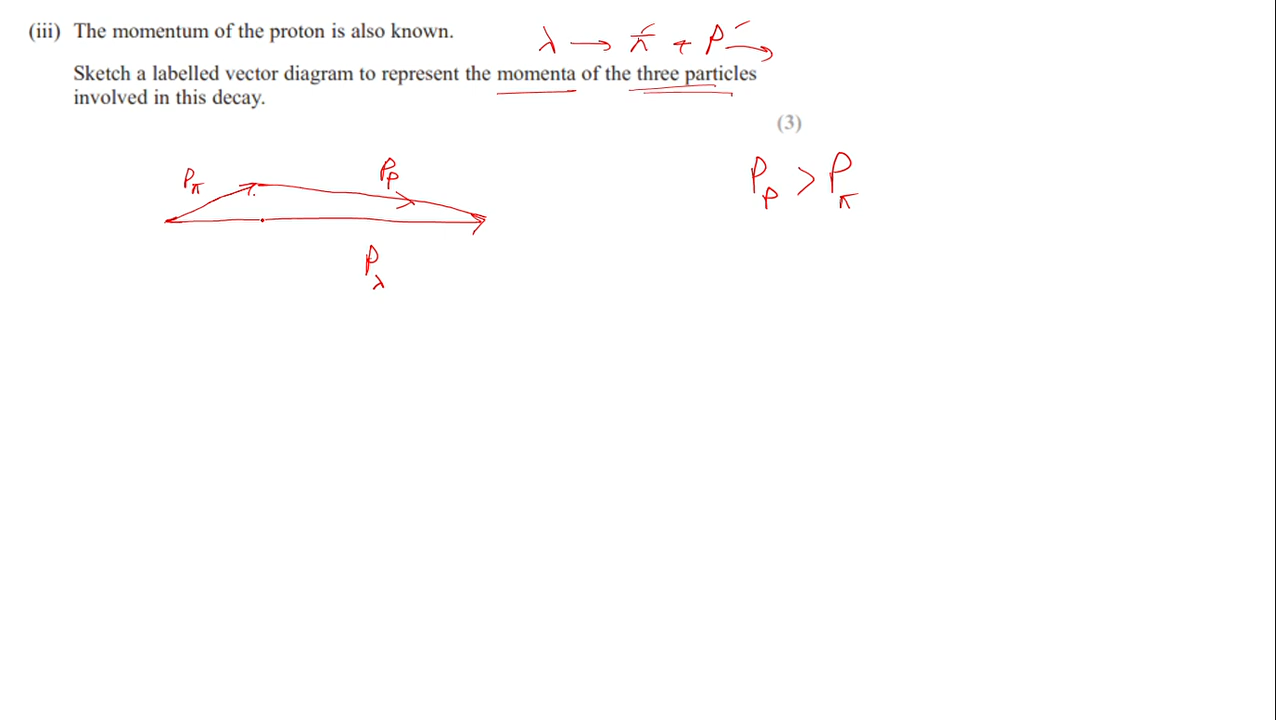 (iii) The momentum of the proton is also known.
λ → π⁻ + P⁻ →
Sketch a labelled vector diagram to represent the momenta of the three particles
involved in this decay.
(3)
Pπ
Pp
Pp > Pπ
Pλ